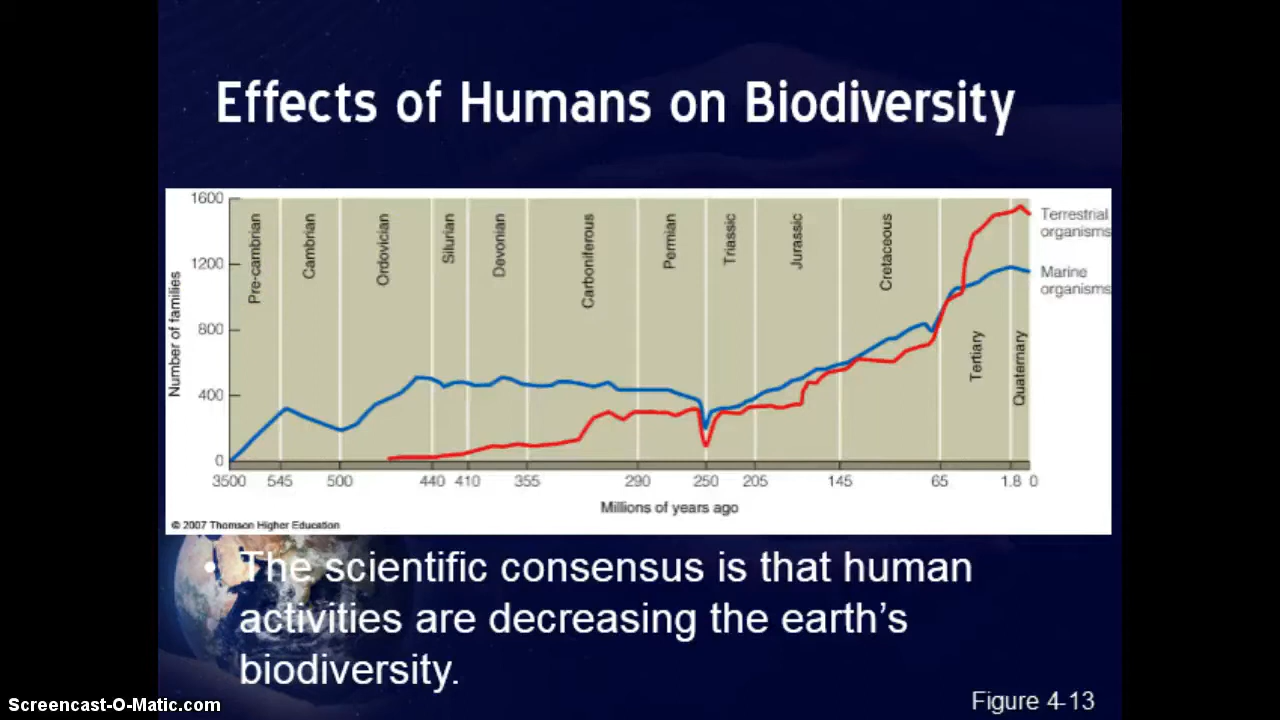 Effects of Humans on Biodiversity
1600
1200
800
400
0
Number of families
Pre-cambrian
Cambrian
Ordovician
Silurian
Devonian
Carboniferous
Permian
Triassic
Jurassic
Cretaceous
Tertiary
Quaternary
Terrestrial
organisms
Marine
organisms
3500 545 500 440 410 355 290 250 205 145 65 1.8 0
Millions of years ago
© 2007 Thomson Higher Education
• The scientific consensus is that human
activities are decreasing the earth’s
biodiversity.
Figure 4-13
Screencast-O-Matic.com